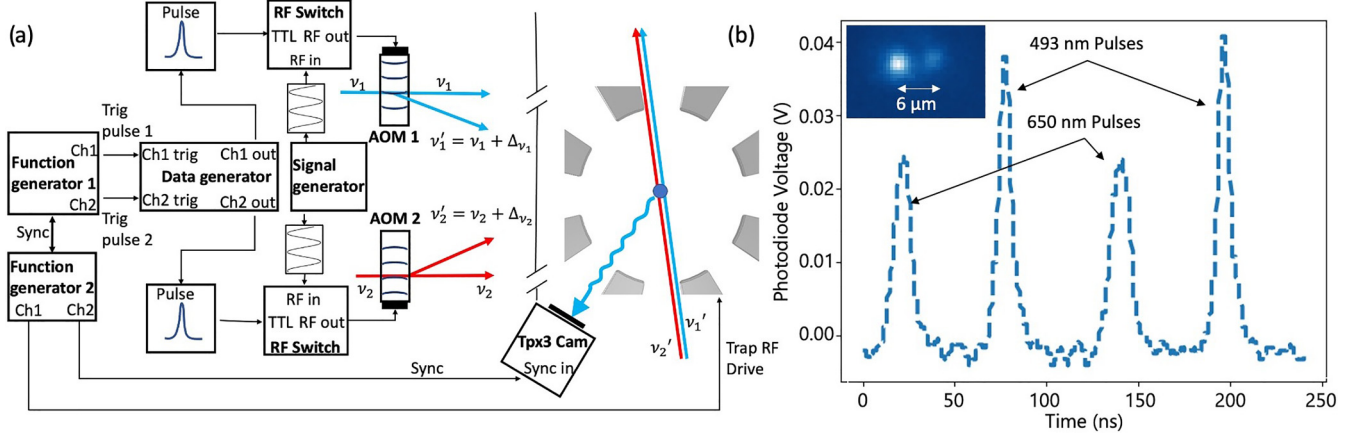 (a)
Pulse
RF Switch
TTL RF out
RF in
ν₁
ν₁
AOM 1
ν₁′ = ν₁ + Δν₁
Trig
pulse 1
Ch1
Function
generator 1
Ch2
Ch1 trig
Ch1 out
Data generator
Ch2 trig
Ch2 out
Signal
generator
Trig
pulse 2
Sync
AOM 2
ν₂′ = ν₂ + Δν₂
ν₂
ν₂
Function
generator 2
Ch1
Ch2
Pulse
RF in
TTL RF out
RF Switch
Tpx3 Cam
Sync in
Sync
ν₁′
ν₂′
Trap RF
Drive
(b)
Photodiode Voltage (V)
0.04
0.03
0.02
0.01
0.00
6 μm
493 nm Pulses
650 nm Pulses
0
50
100
150
200
250
Time (ns)